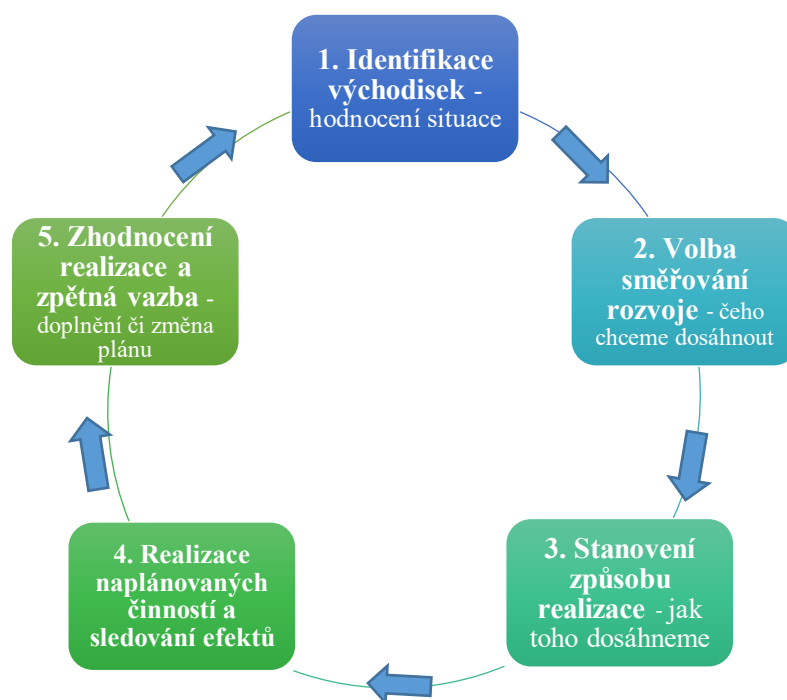 1. Identifikace
východisek -
hodnocení situace
2. Volba
směřování
rozvoje - čeho
chceme dosáhnout
3. Stanovení
způsobu
realizace - jak
toho dosáhneme
4. Realizace
naplánovaných
činností a
sledování efektů
5. Zhodnocení
realizace a
zpětná vazba -
doplnění či změna
plánu